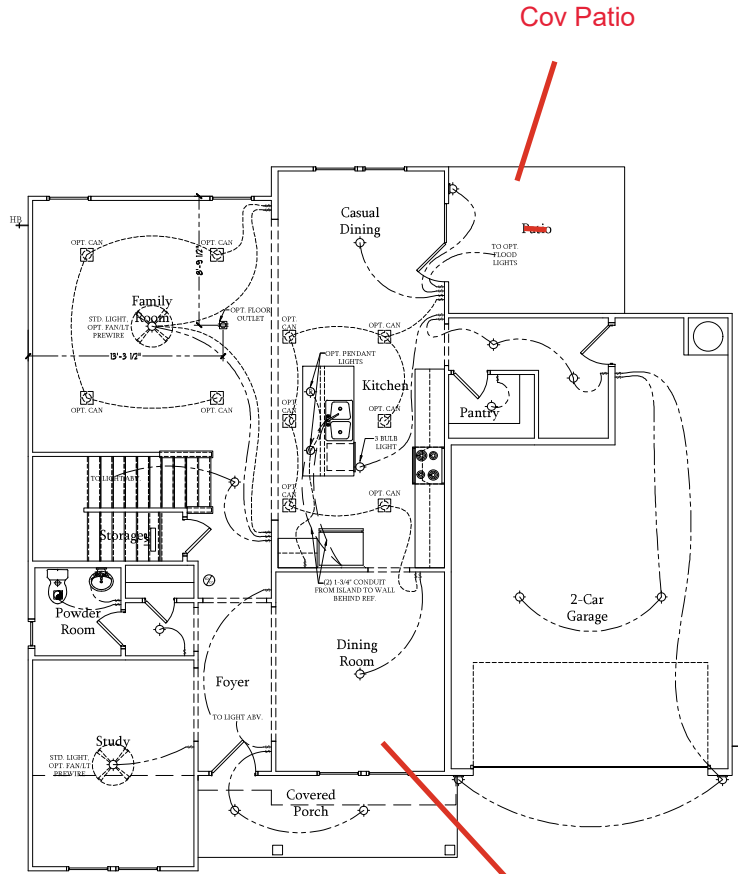 Cov Patio
HB
Casual
Dining
Patio
TO OPT.
FLOOD
LIGHTS
OPT. CAN
OPT. CAN
8'-9 1/2"
Family
Room
STD. LIGHT,
OPT. FAN/LT
PREWIRE
OPT. FLOOR
OUTLET
13'-3 1/2"
OPT. CAN
OPT. CAN
OPT.
CAN
OPT. CAN
OPT. PENDANT
LIGHTS
Kitchen
OPT.
CAN
OPT. CAN
3 BULB
LIGHT
OPT.
CAN
OPT. CAN
Pantry
TO LIGHT ABV.
Storage
(2) 1-3/4" CONDUIT
FROM ISLAND TO WALL
BEHIND REF.
Powder
Room
2-Car
Garage
Dining
Room
Foyer
TO LIGHT ABV.
Study
STD. LIGHT,
OPT. FAN/LT
PREWIRE
Covered
Porch